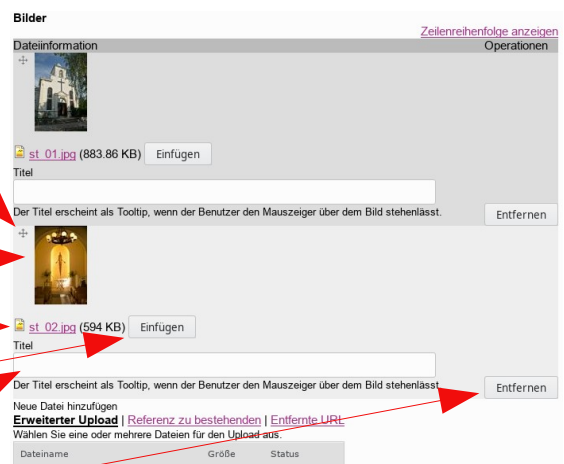 Bilder
Zeilenreihenfolge anzeigen
Dateiinformation Operationen
st_01.jpg (883.86 KB) Einfügen
Titel
Der Titel erscheint als Tooltip, wenn der Benutzer den Mauszeiger über dem Bild stehenlässt.
Entfernen
st_02.jpg (594 KB) Einfügen
Titel
Der Titel erscheint als Tooltip, wenn der Benutzer den Mauszeiger über dem Bild stehenlässt.
Entfernen
Neue Datei hinzufügen
Erweiterter Upload | Referenz zu bestehenden | Entfernte URL
Wählen Sie eine oder mehrere Dateien für den Upload aus.
Dateiname Größe Status